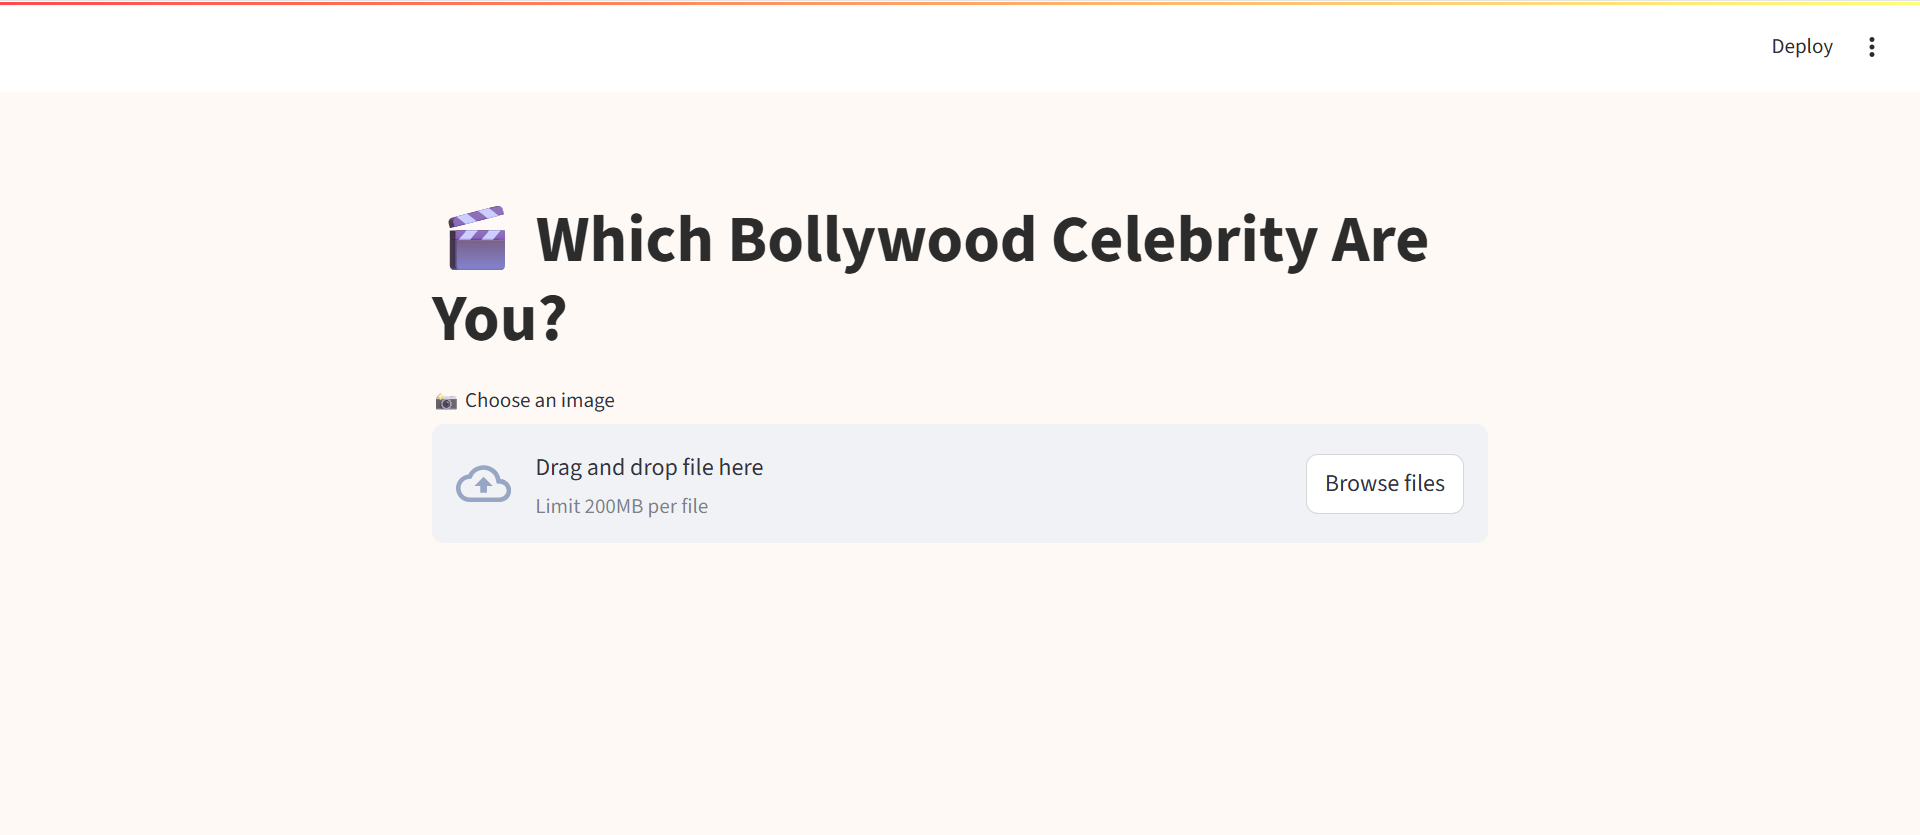 Deploy
🎬 Which Bollywood Celebrity Are
You?
📸 Choose an image
Drag and drop file here
Limit 200MB per file
Browse files